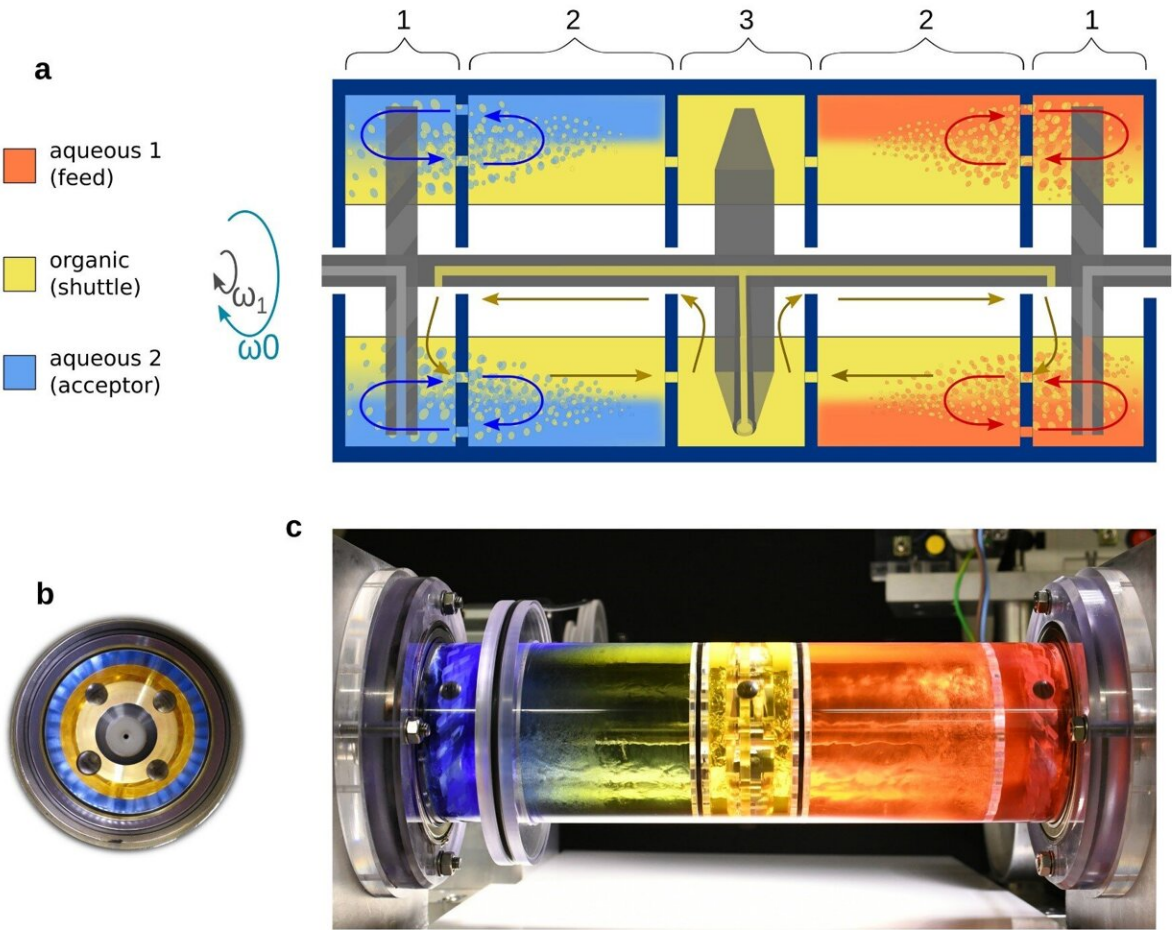 1 2 3 2 1
a
aqueous 1
(feed)
organic
(shuttle)
aqueous 2
(acceptor)
ω1
ω0
c
b